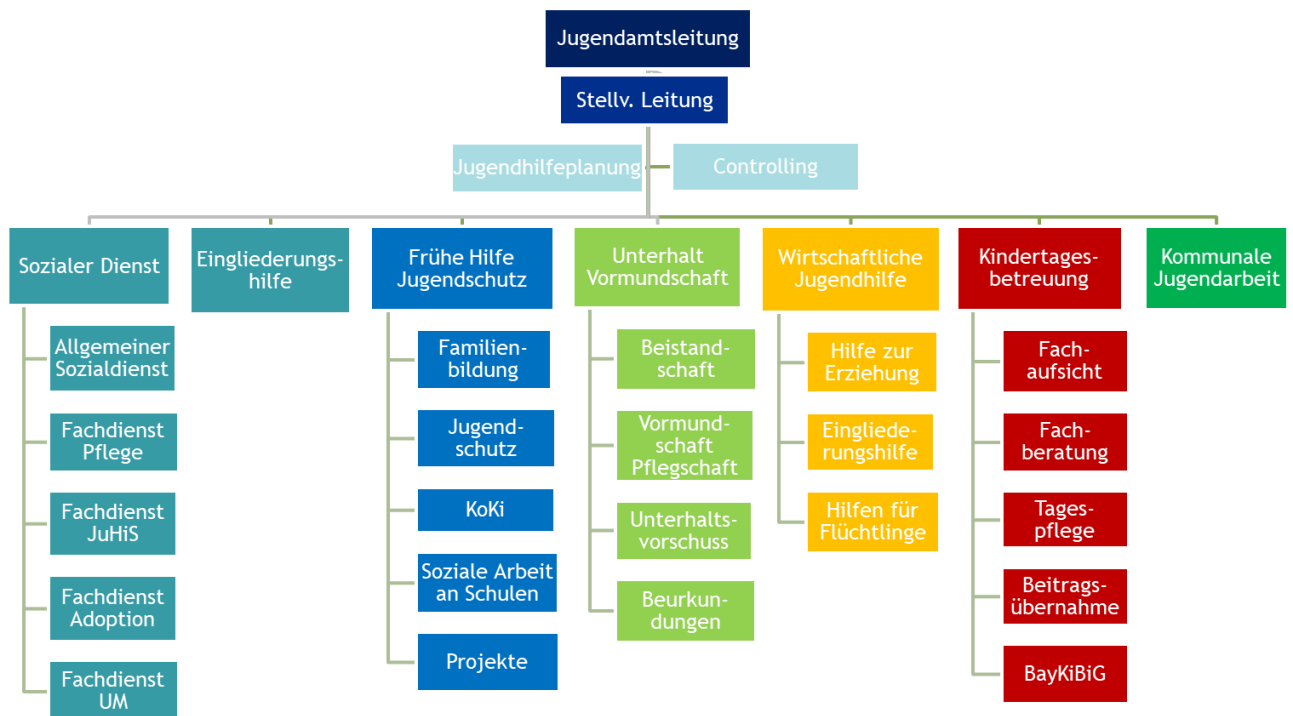 Jugendamtsleitung
Stellv. Leitung
Jugendhilfeplanung
Controlling
Sozialer Dienst
Eingliederungs-
hilfe
Frühe Hilfe
Jugendschutz
Unterhalt
Vormundschaft
Wirtschaftliche
Jugendhilfe
Kindertages-
betreuung
Kommunale
Jugendarbeit
Allgemeiner
Sozialdienst
Fachdienst
Pflege
Fachdienst
JuHiS
Fachdienst
Adoption
Fachdienst
UM
Familien-
bildung
Jugend-
schutz
KoKi
Soziale Arbeit
an Schulen
Projekte
Beistand-
schaft
Vormund-
schaft
Pflegschaft
Unterhalts-
vorschuss
Beurkun-
dungen
Hilfe zur
Erziehung
Eingliede-
rungshilfe
Hilfen für
Flüchtlinge
Fach-
aufsicht
Fach-
beratung
Tages-
pflege
Beitrags-
übernahme
BayKiBiG